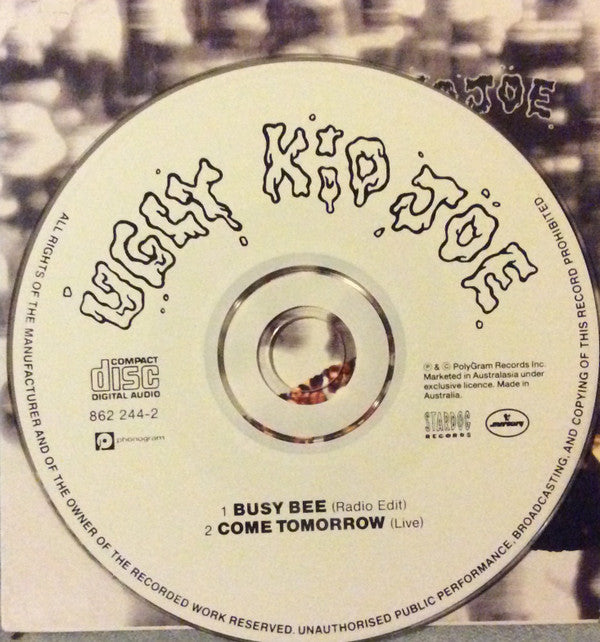 JOE
UGLY KID JOE
ALL RIGHTS OF THE MANUFACTURER AND OF THE OWNER OF THE RECORDED WORK RESERVED. UNAUTHORISED PUBLIC PERFORMANCE, BROADCASTING, AND COPYING OF THIS RECORD PROHIBITED.
COMPACT
disc
DIGITAL AUDIO
862 244-2
phonogram
℗ & © PolyGram Records Inc.
Marketed in Australasia under
exclusive licence. Made in
Australia.
STARDOG
RECORDS
mercury
1 BUSY BEE (Radio Edit)
2 COME TOMORROW (Live)